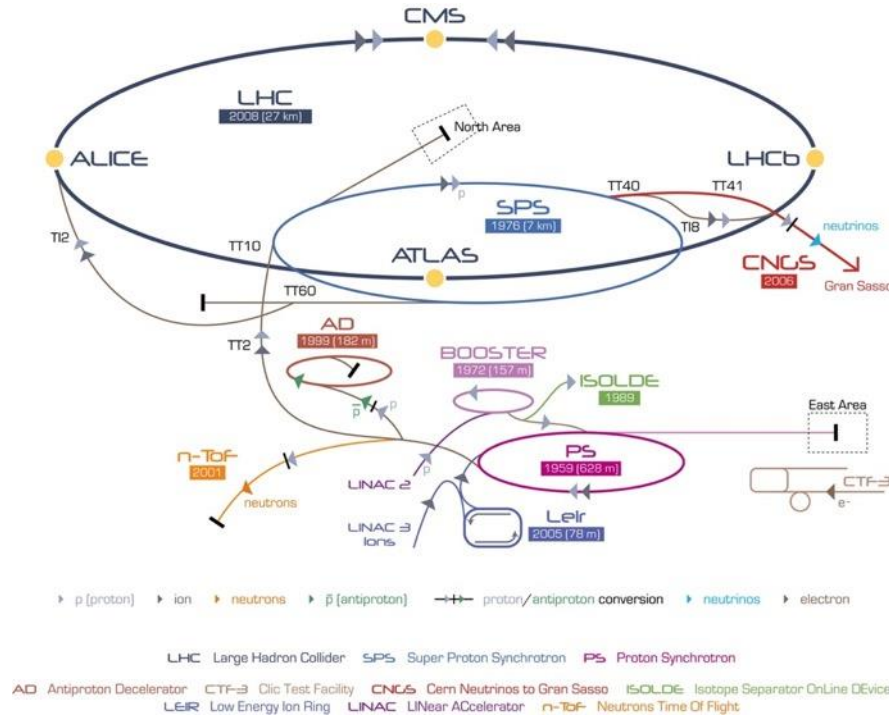 CMS
LHC
2008 (27 km)
North Area
ALICE
LHCb
TT40
TT41
SPS
1976 (7 km)
TI8
TI2
TT10
ATLAS
neutrinos
CNGS
2006
Gran Sasso
TT60
p
AD
1999 (182 m)
TT2
BOOSTER
1972 (157 m)
ISOLDE
1989
p̄
p
East Area
n-ToF
2001
PS
1959 (628 m)
LINAC 2
p
neutrons
CTF-3
e-
LINAC 3
Ions
LeIr
2005 (78 m)
p (proton) ion neutrons p̄ (antiproton) proton/antiproton conversion neutrinos electron
LHC Large Hadron Collider SPS Super Proton Synchrotron PS Proton Synchrotron
AD Antiproton Decelerator CTF-3 Clic Test Facility CNGS Cern Neutrinos to Gran Sasso ISOLDE Isotope Separator OnLine DEvice
LEIR Low Energy Ion Ring LINAC LINear ACcelerator n-ToF Neutrons Time Of Flight